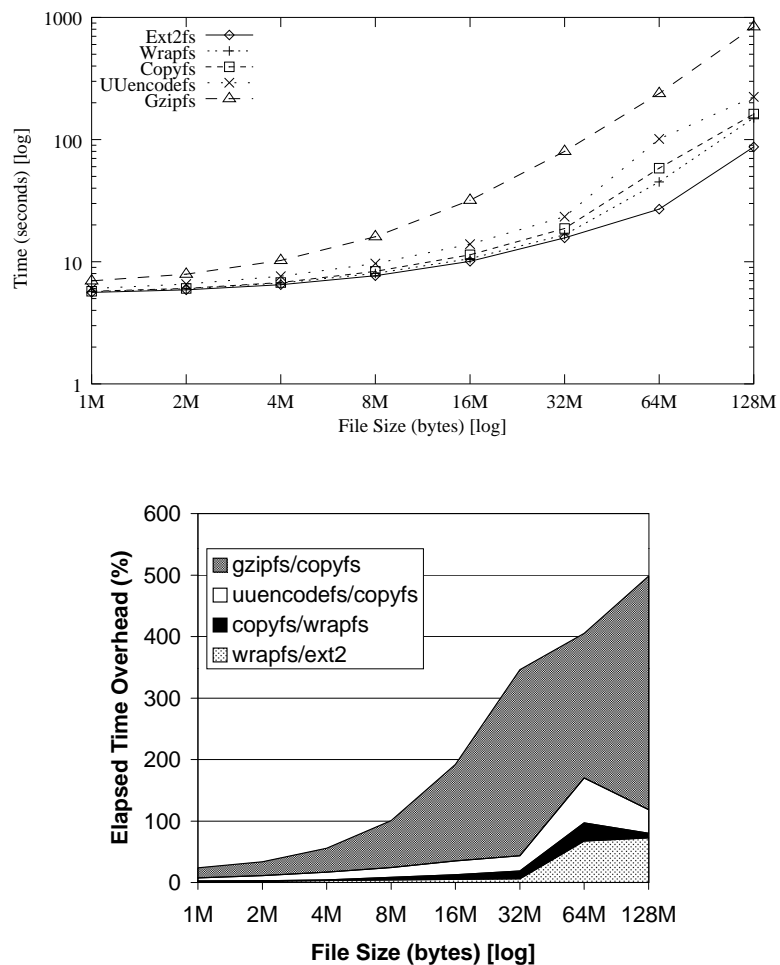 1000
100
10
1
Time (seconds) [log]
Ext2fs
Wrapfs
Copyfs
UUencodefs
Gzipfs
1M 2M 4M 8M 16M 32M 64M 128M
File Size (bytes) [log]
600
500
400
300
200
100
0
Elapsed Time Overhead (%)
gzipfs/copyfs
uuencodefs/copyfs
copyfs/wrapfs
wrapfs/ext2
1M 2M 4M 8M 16M 32M 64M 128M
File Size (bytes) [log]